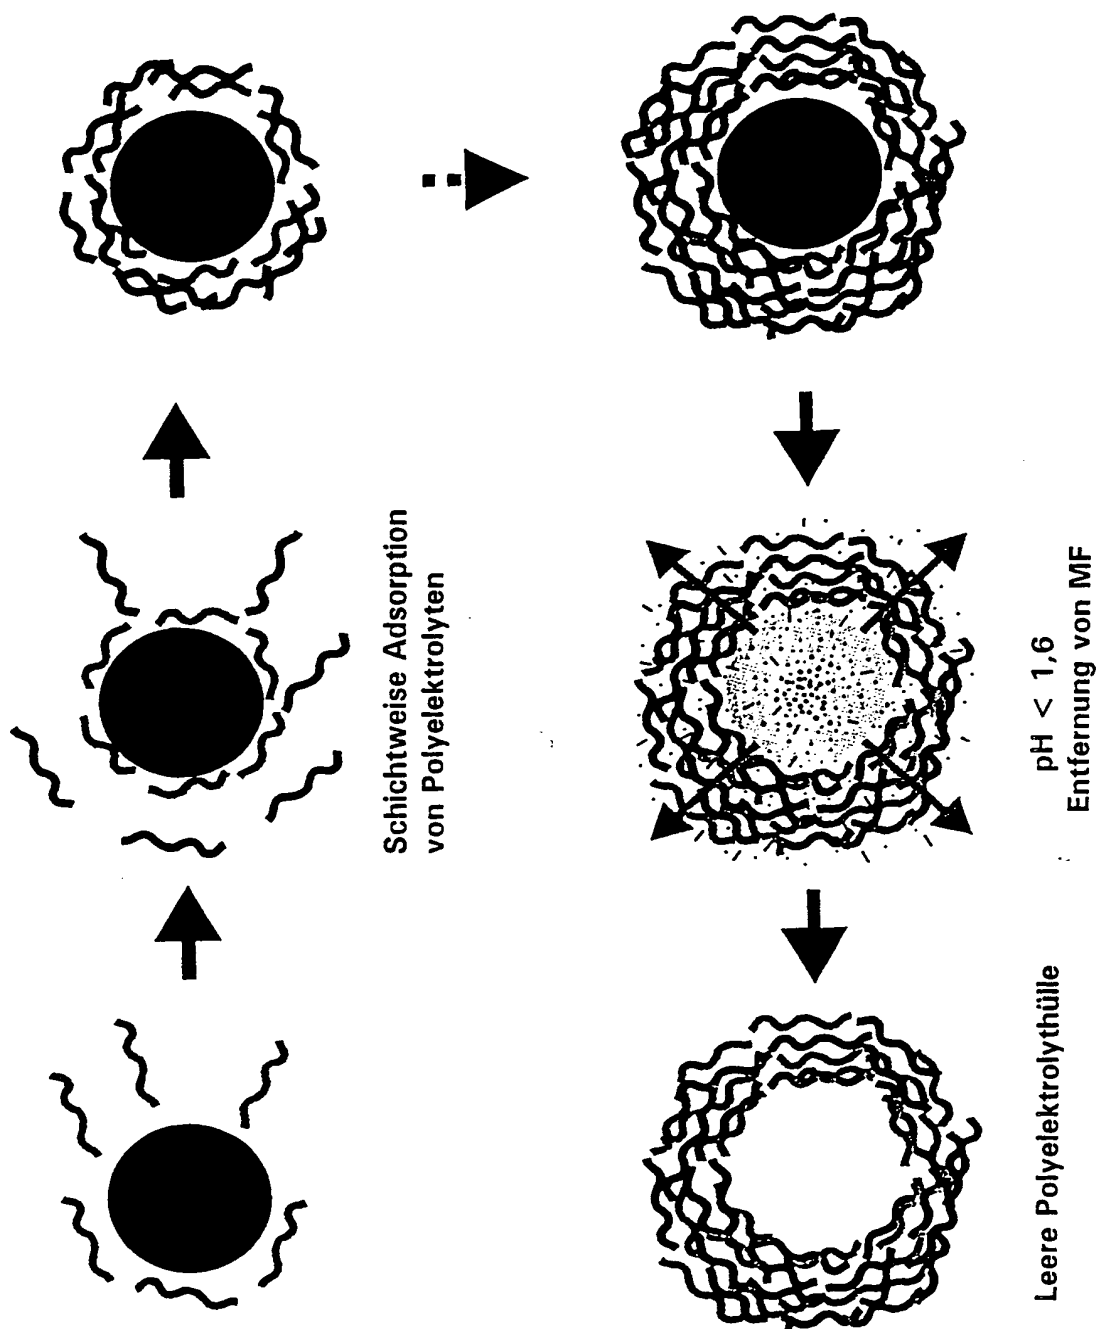 Schichtweise Adsorption
von Polyelektrolyten
Leere Polyelektrolythülle
pH < 1,6
Entfernung von MF